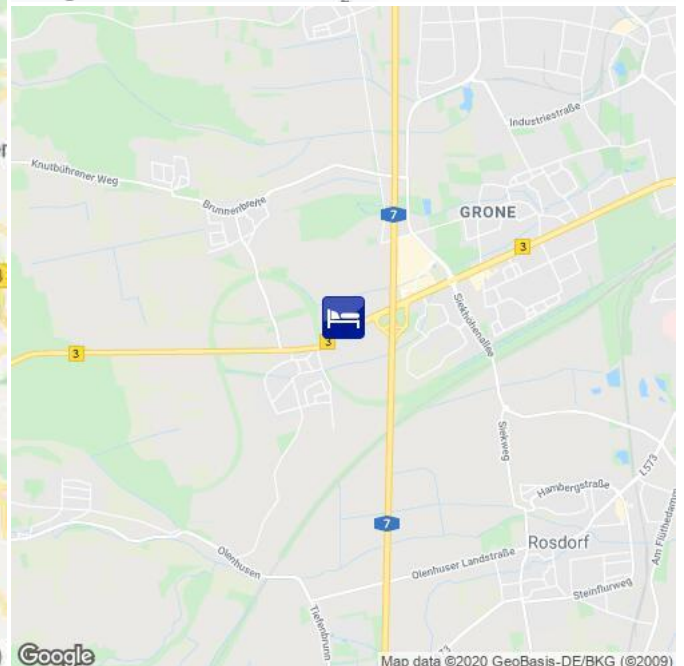 Industriestraße
Knutbührener Weg
Brunnenbreite
7
GRONE
3
Siekhöhenallee
3
3
Siekweg
L573
Hambergstraße
7
Rosdorf
Am Flüthedamm
Olenhusen
Olenhuser Landstraße
Steinflurweg
Tiefenbrunn
Google
Map data ©2020 GeoBasis-DE/BKG (©2009)